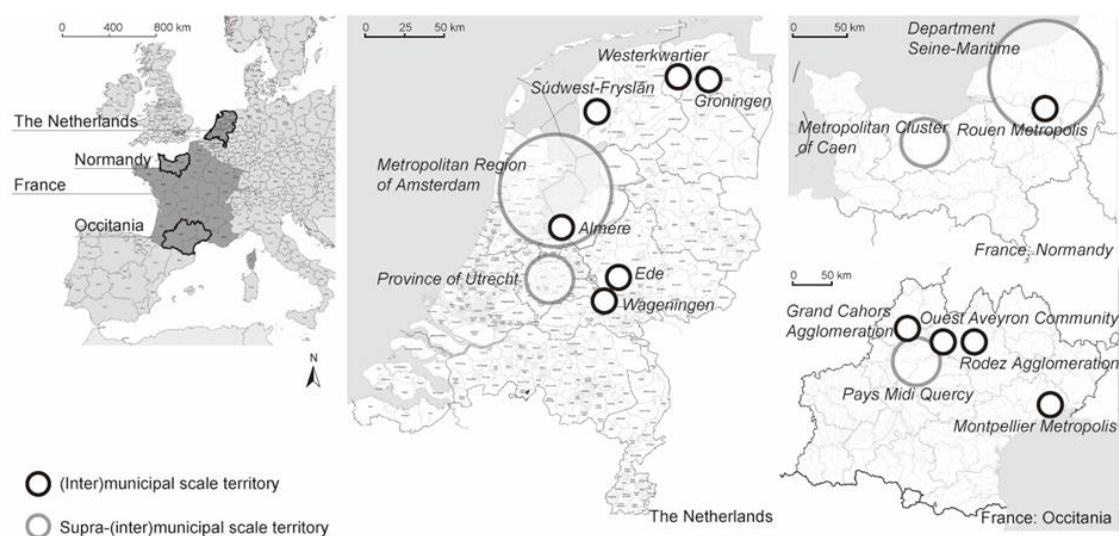 0 400 800 km
The Netherlands
Normandy
France
Occitania
N
(Inter)municipal scale territory
Supra-(inter)municipal scale territory
0 25 50 km
Westerkwartier
Súdwest-Fryslân
Groningen
Metropolitan Region
of Amsterdam
Almere
Province of Utrecht
Ede
Wageningen
The Netherlands
0 50 km
Department
Seine-Maritime
Metropolitan Cluster
of Caen
Rouen Metropolis
France: Normandy
0 50 km
Grand Cahors
Agglomeration
Ouest Aveyron Community
Rodez Agglomeration
Pays Midi Quercy
Montpellier Metropolis
France: Occitania